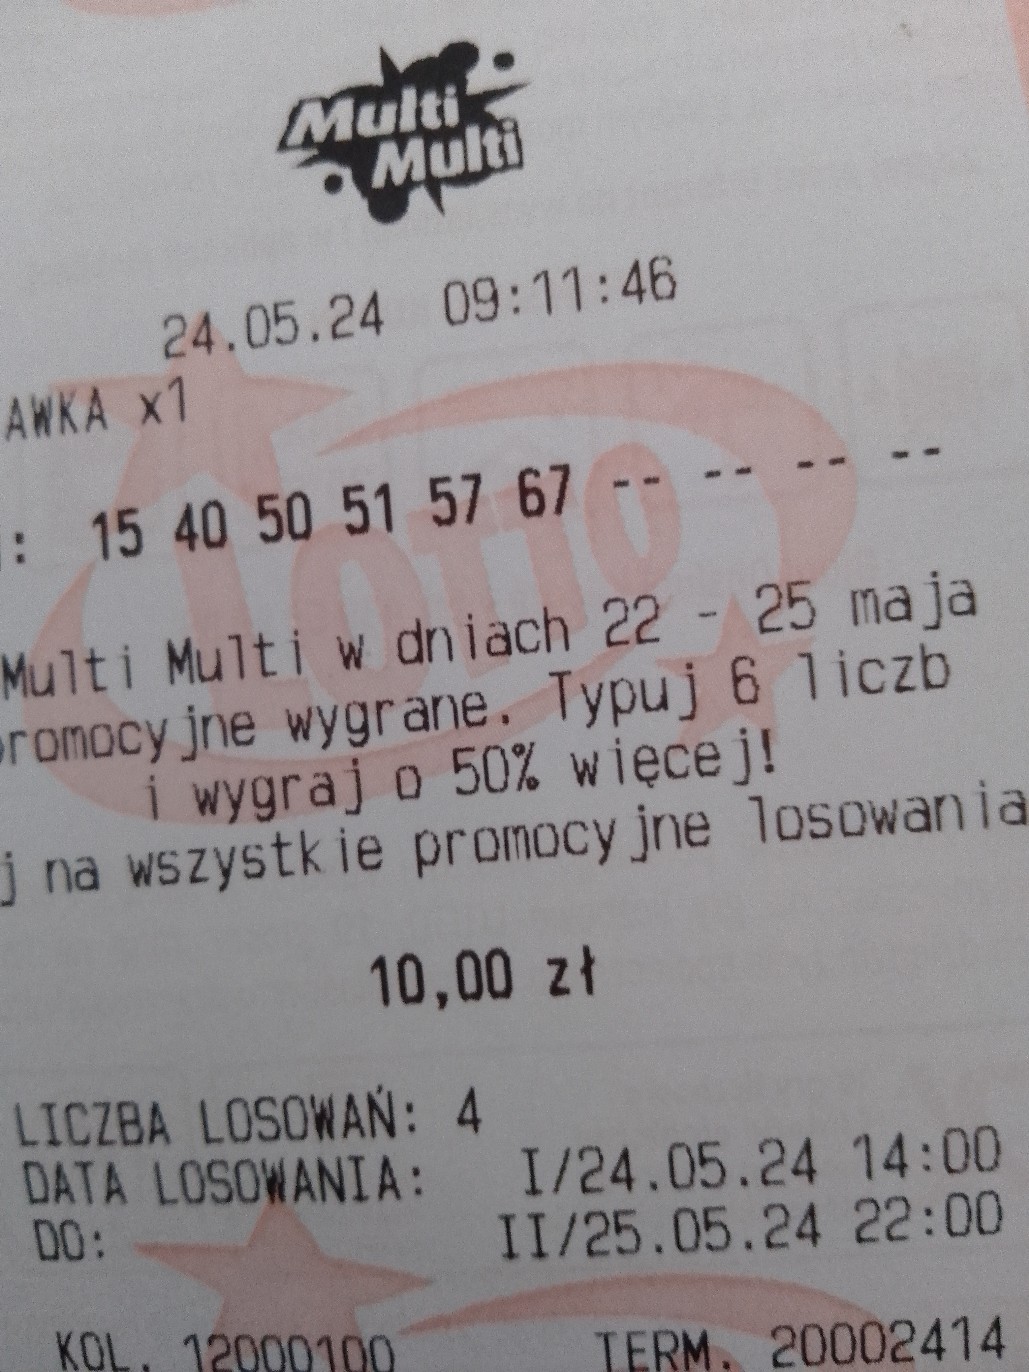 Multi
Multi
24.05.24 09:11:46
AWKA x1
: 15 40 50 51 57 67 -- -- -- --
Lotto
Multi Multi w dniach 22 - 25 maja
promocyjne wygrane. Typuj 6 liczb
i wygraj o 50% więcej!
j na wszystkie promocyjne losowania
10,00 zł
LICZBA LOSOWAŃ: 4
DATA LOSOWANIA: I/24.05.24 14:00
DO: II/25.05.24 22:00
KOL. 12000100 TERM. 20002414